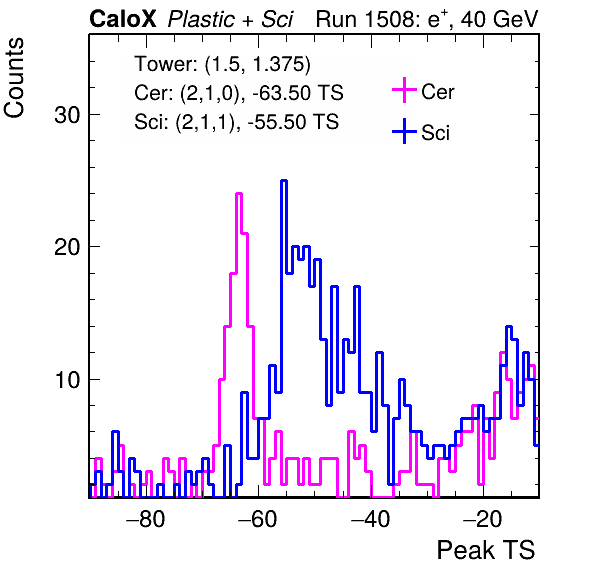 CaloX Plastic + Sci Run 1508: e⁺, 40 GeV
Counts
Tower: (1.5, 1.375)
Cer: (2,1,0), -63.50 TS
Sci: (2,1,1), -55.50 TS
Cer
Sci
30
20
10
−80 −60 −40 −20
Peak TS